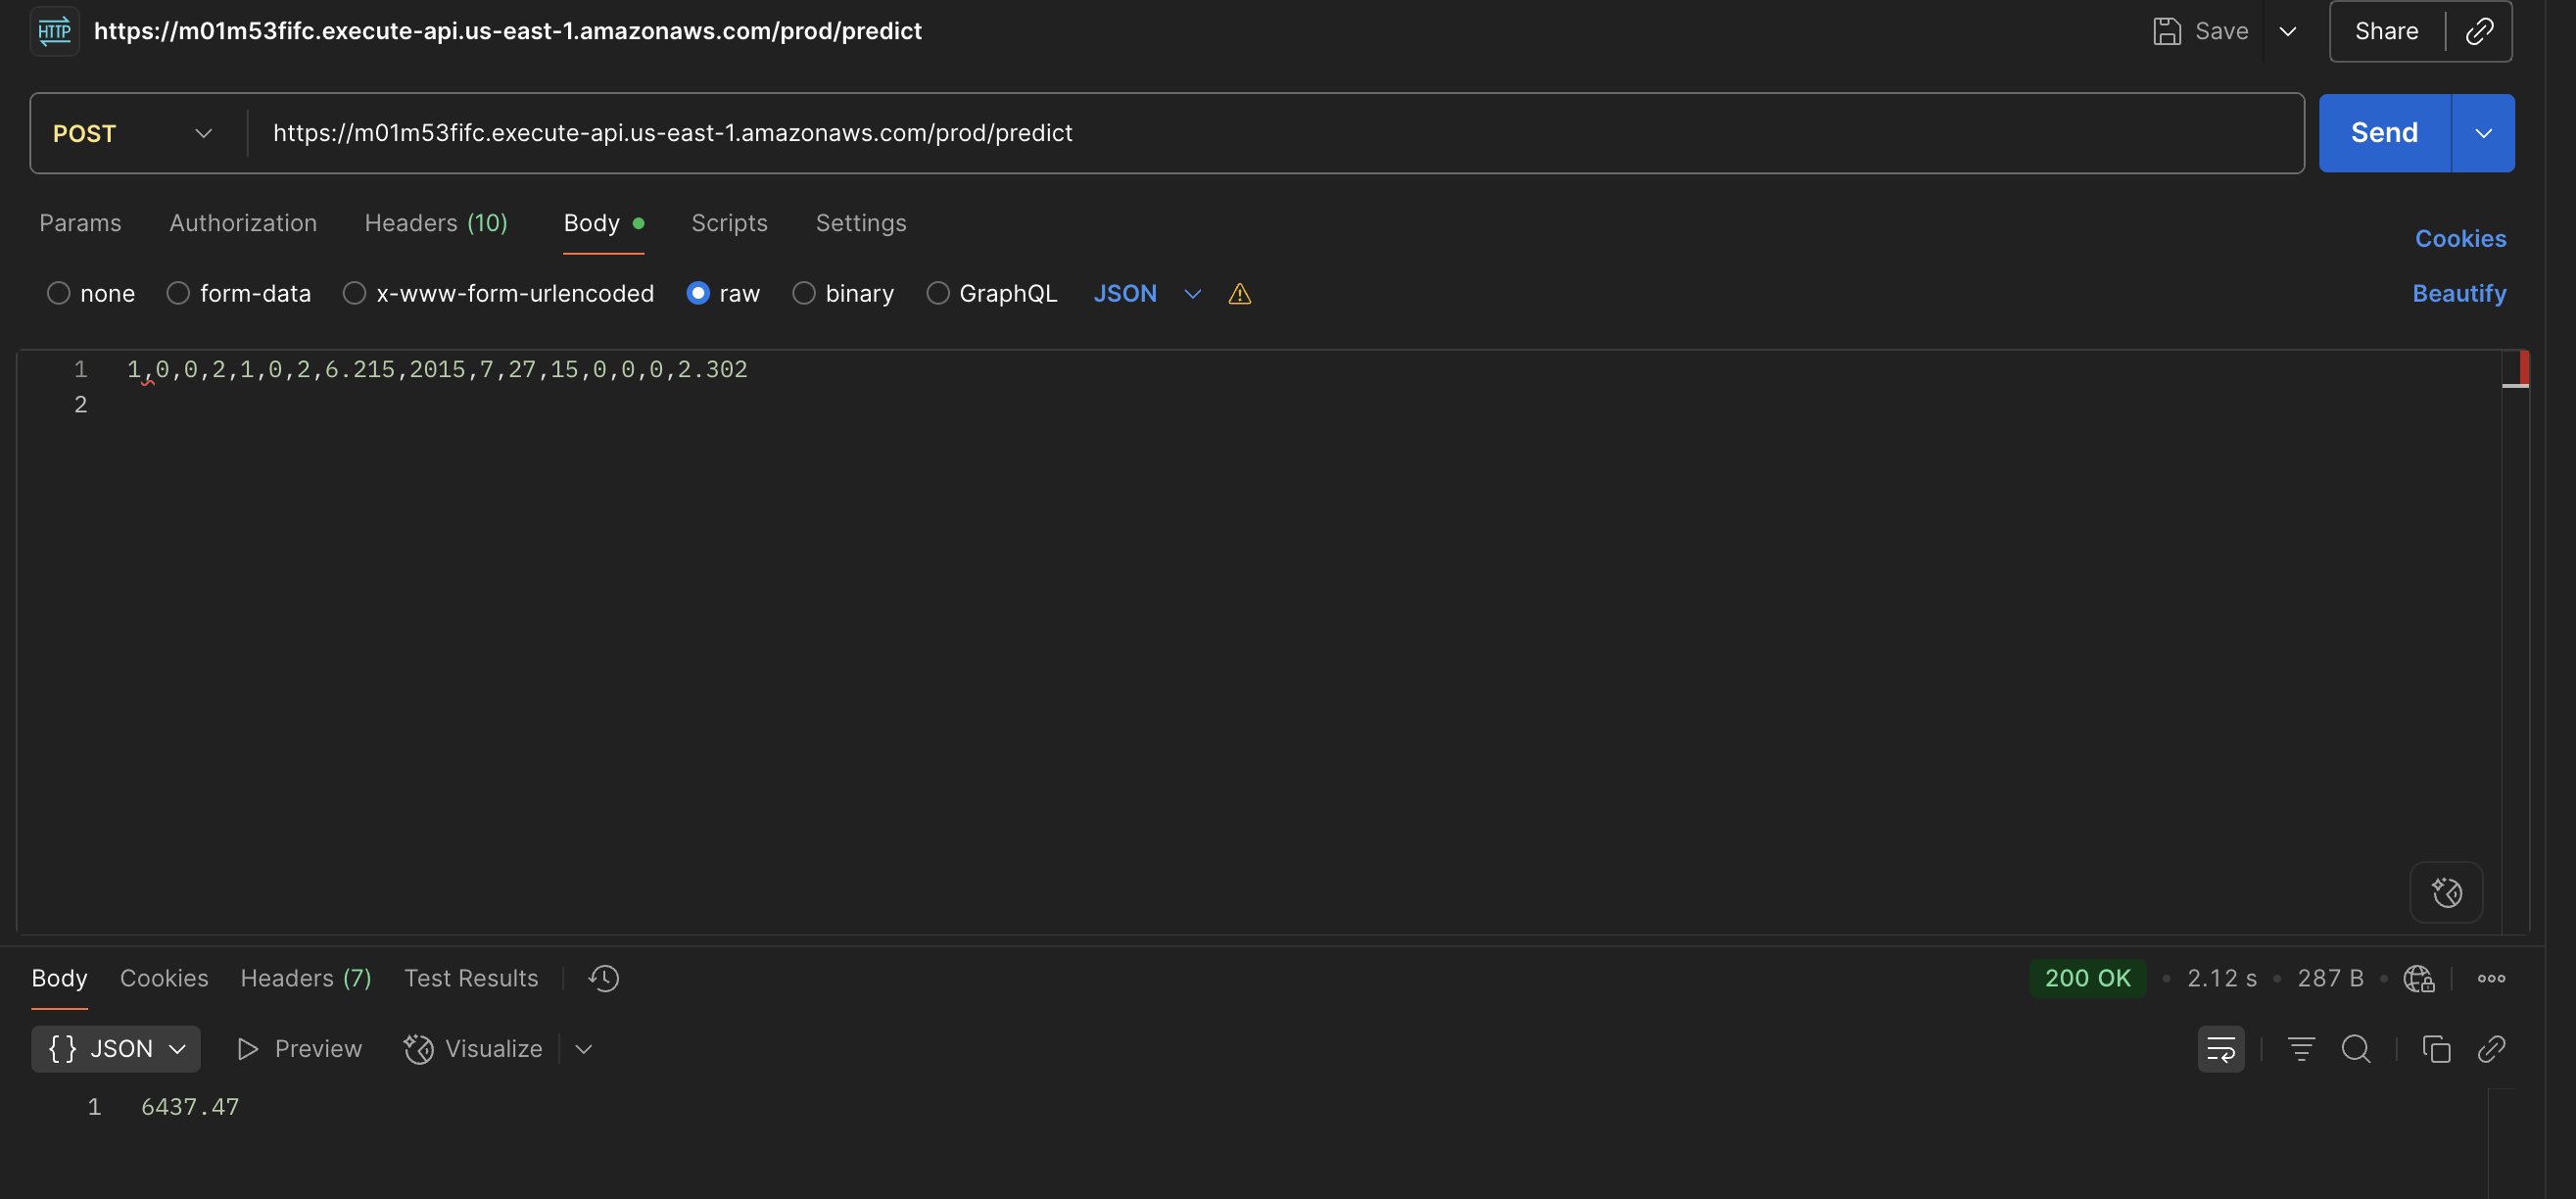 HTTP https://m01m53fifc.execute-api.us-east-1.amazonaws.com/prod/predict Save Share
POST https://m01m53fifc.execute-api.us-east-1.amazonaws.com/prod/predict Send
Params Authorization Headers (10) Body Scripts Settings Cookies
none form-data x-www-form-urlencoded raw binary GraphQL JSON Beautify
1 1,0,0,2,1,0,2,6.215,2015,7,27,15,0,0,0,2.302
2
Body Cookies Headers (7) Test Results 200 OK • 2.12 s • 287 B •
{} JSON Preview Visualize
1 6437.47